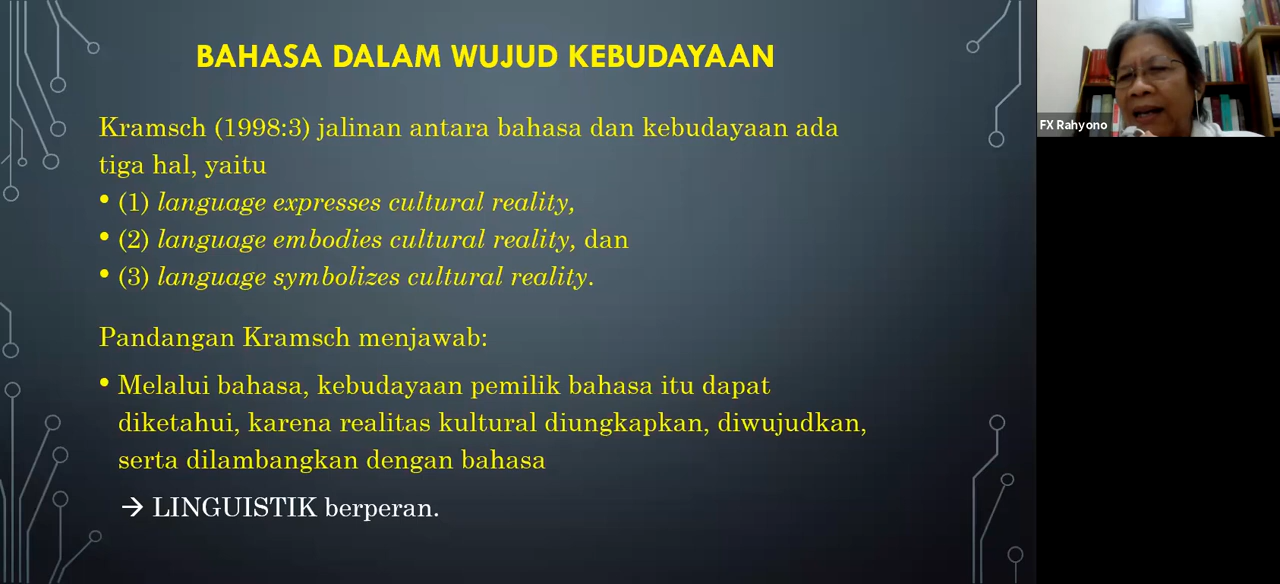 BAHASA DALAM WUJUD KEBUDAYAAN
Kramsch (1998:3) jalinan antara bahasa dan kebudayaan ada
tiga hal, yaitu
• (1) language expresses cultural reality,
• (2) language embodies cultural reality, dan
• (3) language symbolizes cultural reality.
Pandangan Kramsch menjawab:
• Melalui bahasa, kebudayaan pemilik bahasa itu dapat
diketahui, karena realitas kultural diungkapkan, diwujudkan,
serta dilambangkan dengan bahasa
→ LINGUISTIK berperan.
FX Rahyono